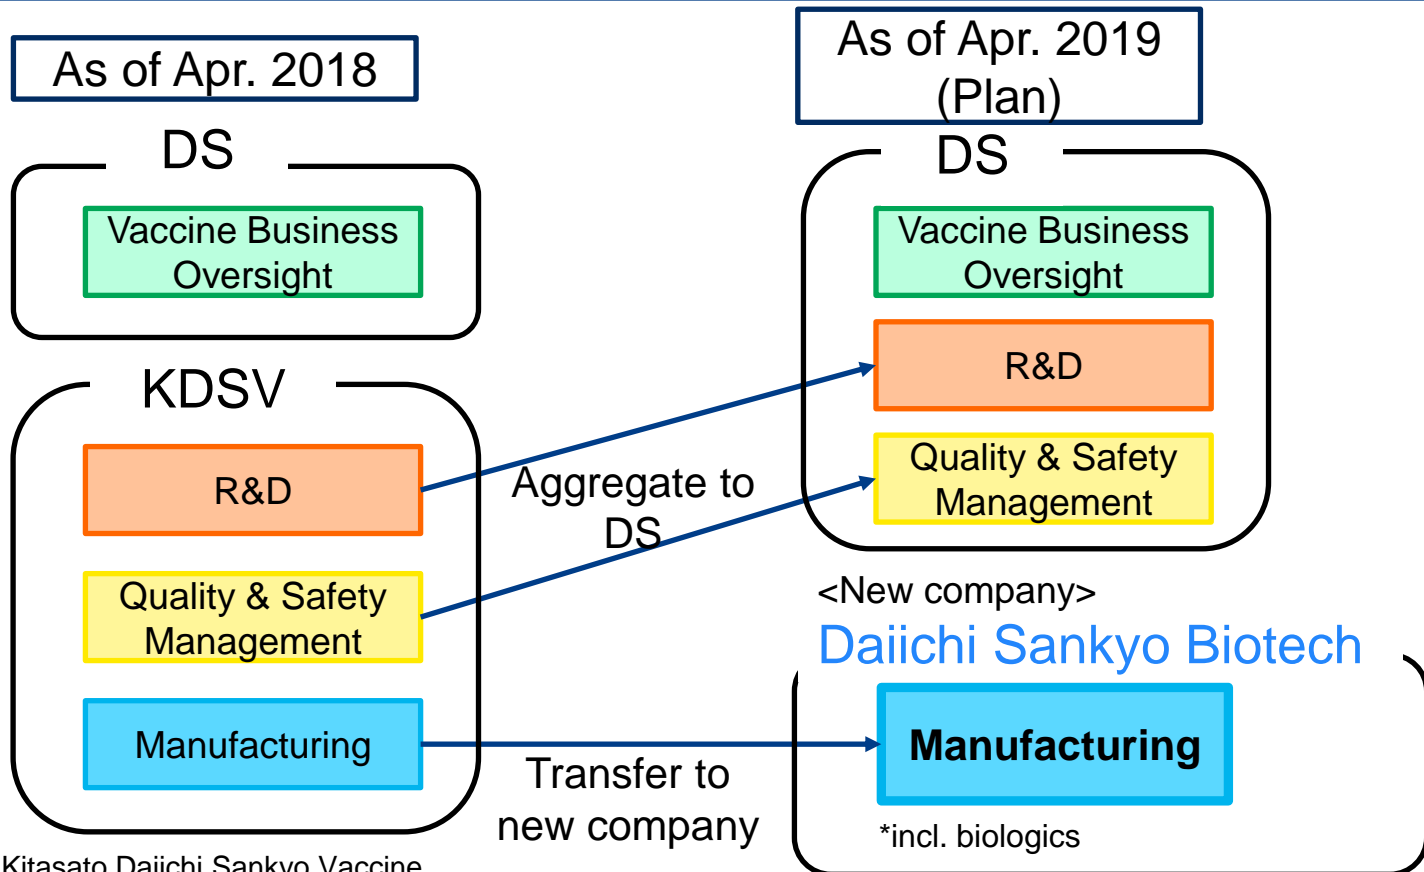 As of Apr. 2018
DS
Vaccine Business
Oversight
KDSV
R&D
Quality & Safety
Management
Manufacturing
Kitasato Daiichi Sankyo Vaccine
Aggregate to
DS
Transfer to
new company
As of Apr. 2019
(Plan)
DS
Vaccine Business
Oversight
R&D
Quality & Safety
Management
<New company>
Daiichi Sankyo Biotech
Manufacturing
*incl. biologics